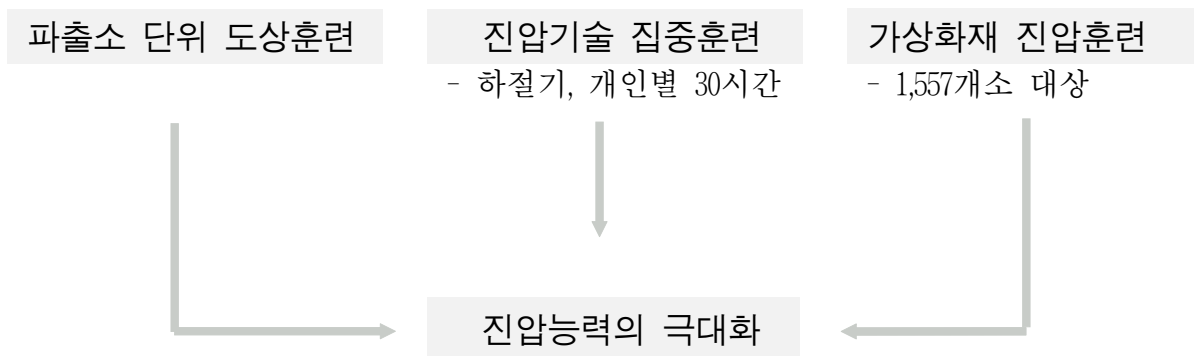 파출소 단위 도상훈련
진압기술 집중훈련
- 하절기, 개인별 30시간
가상화재 진압훈련
- 1,557개소 대상
진압능력의 극대화